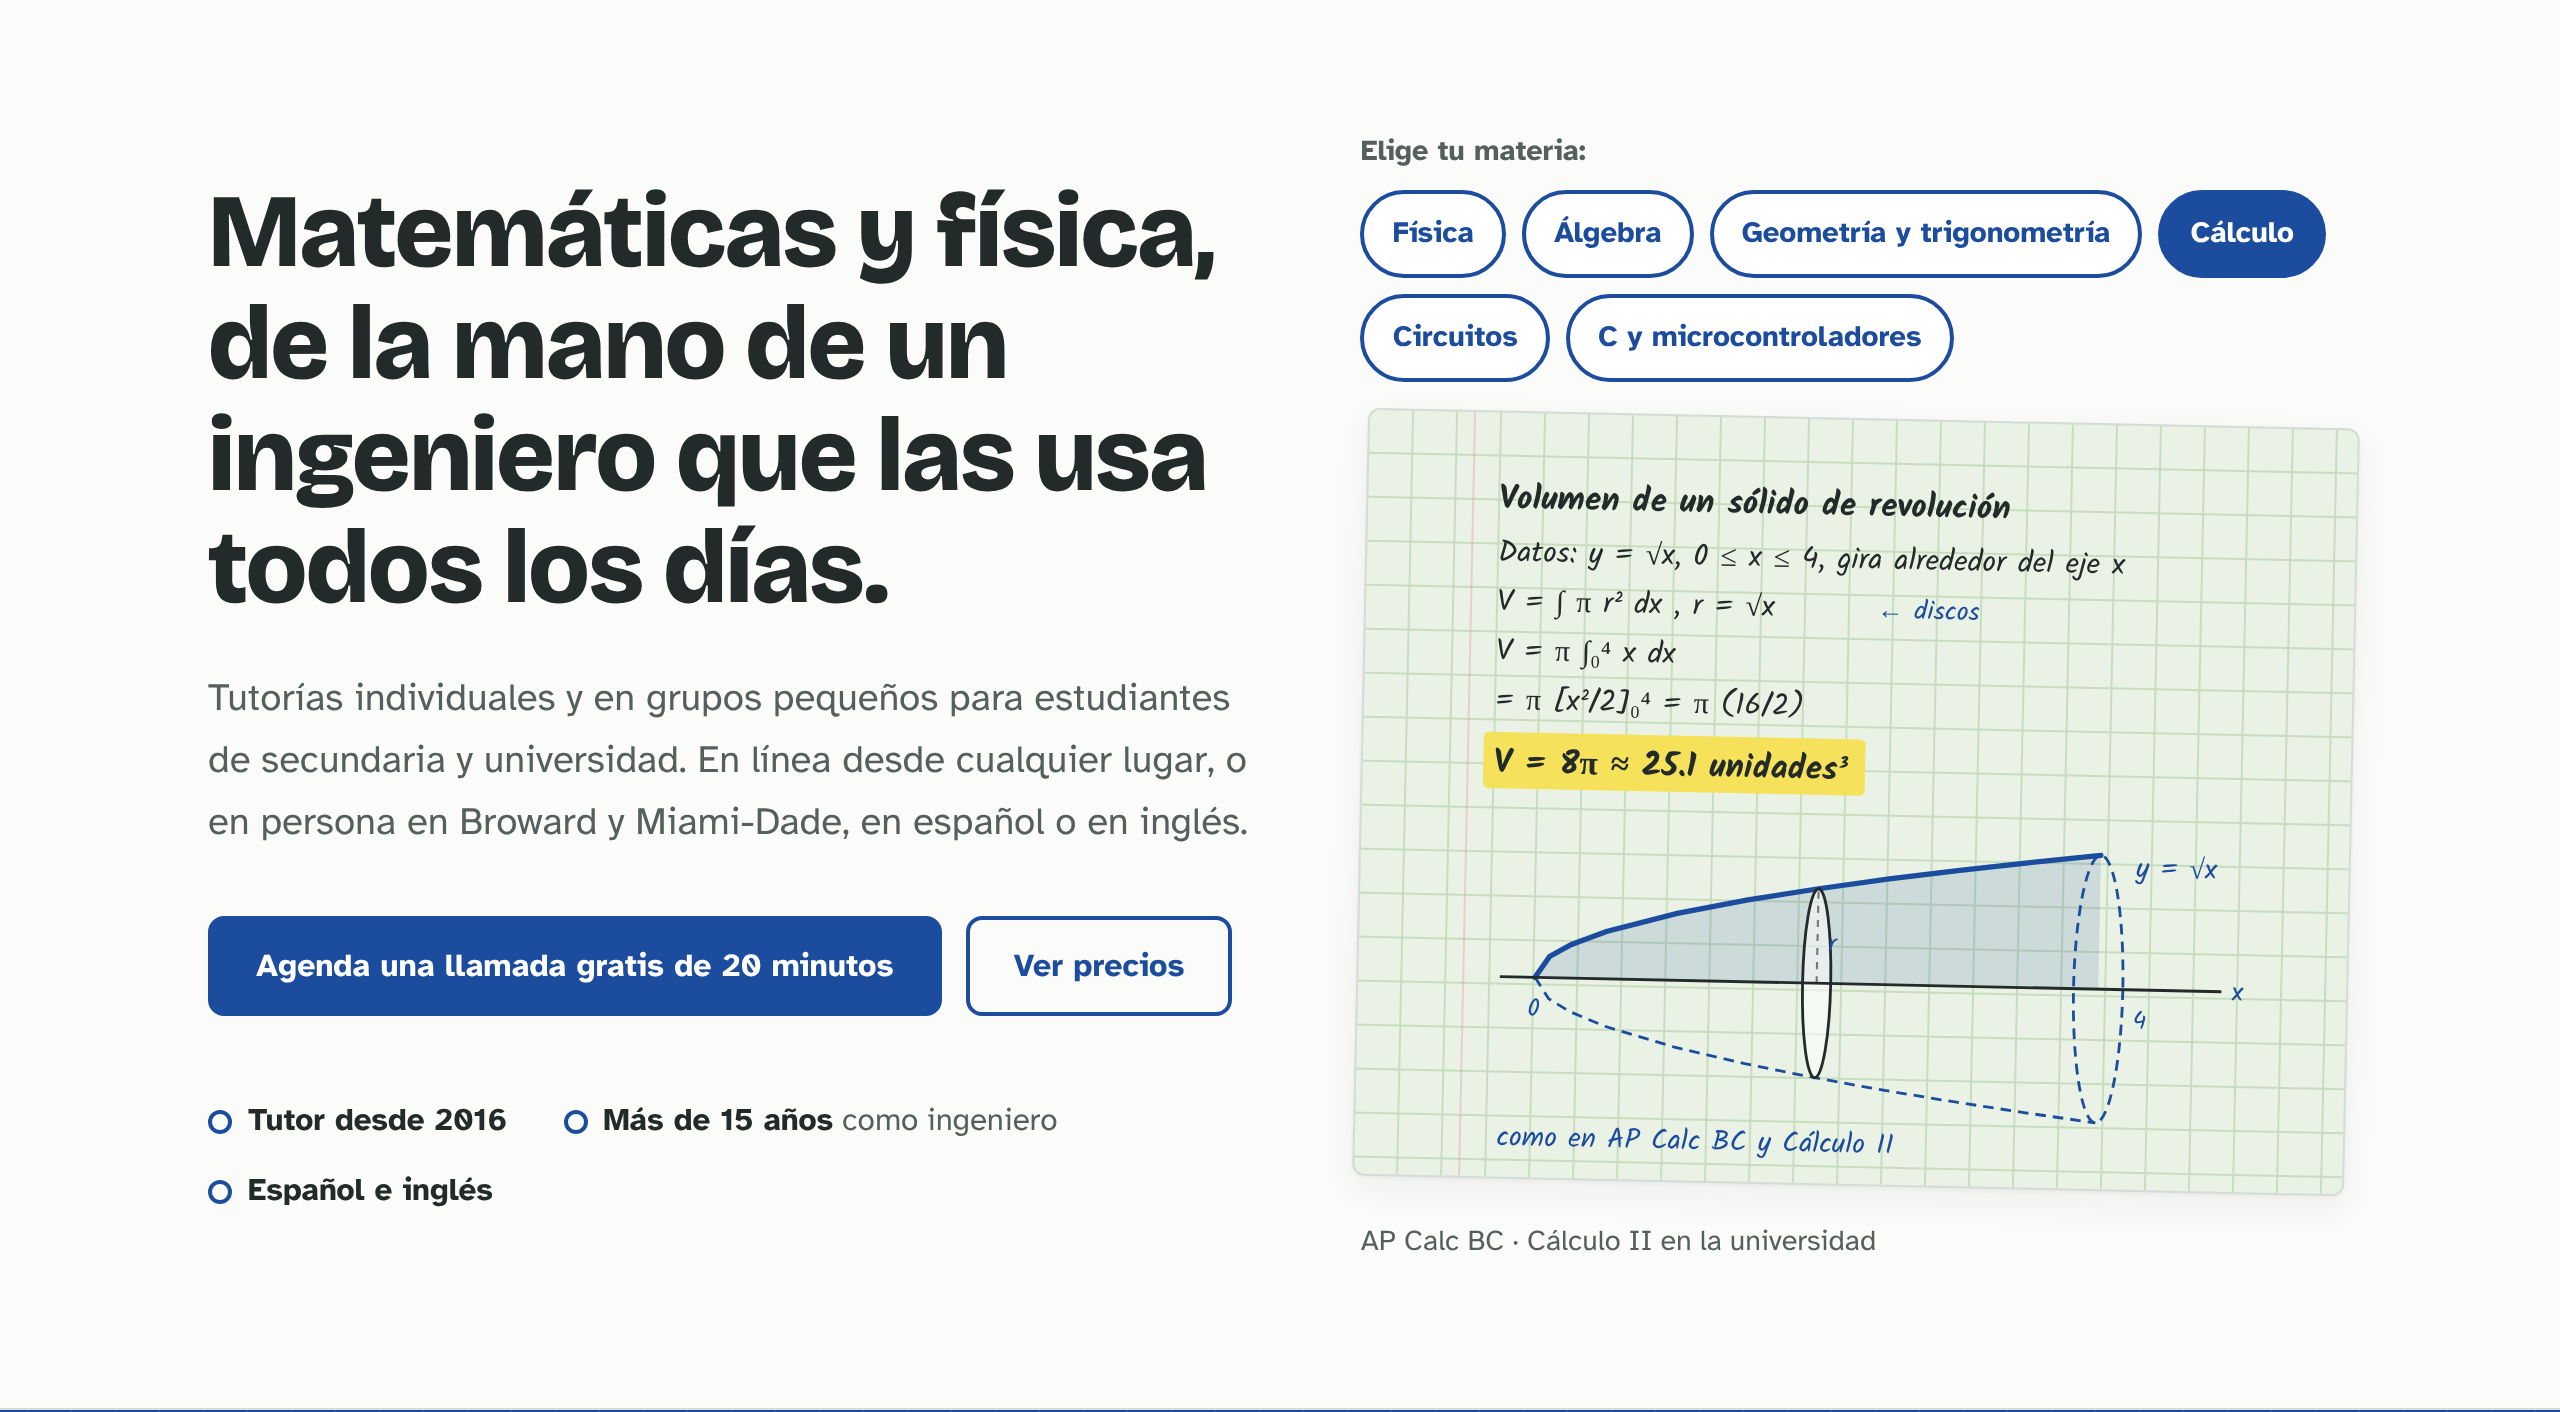 Matemáticas y física,
de la mano de un
ingeniero que las usa
todos los días.
Tutorías individuales y en grupos pequeños para estudiantes
de secundaria y universidad. En línea desde cualquier lugar, o
en persona en Broward y Miami-Dade, en español o en inglés.
Agenda una llamada gratis de 20 minutos
Ver precios
Tutor desde 2016
Más de 15 años como ingeniero
Español e inglés
Elige tu materia:
Física
Álgebra
Geometría y trigonometría
Cálculo
Circuitos
C y microcontroladores
Volumen de un sólido de revolución
Datos: y = √x, 0 ≤ x ≤ 4, gira alrededor del eje x
V = ∫ π r² dx , r = √x ← discos
V = π ∫₀⁴ x dx
= π [x²/2]₀⁴ = π (16/2)
V = 8π ≈ 25.1 unidades³
y = √x
r
x
0
4
como en AP Calc BC y Cálculo II
AP Calc BC · Cálculo II en la universidad